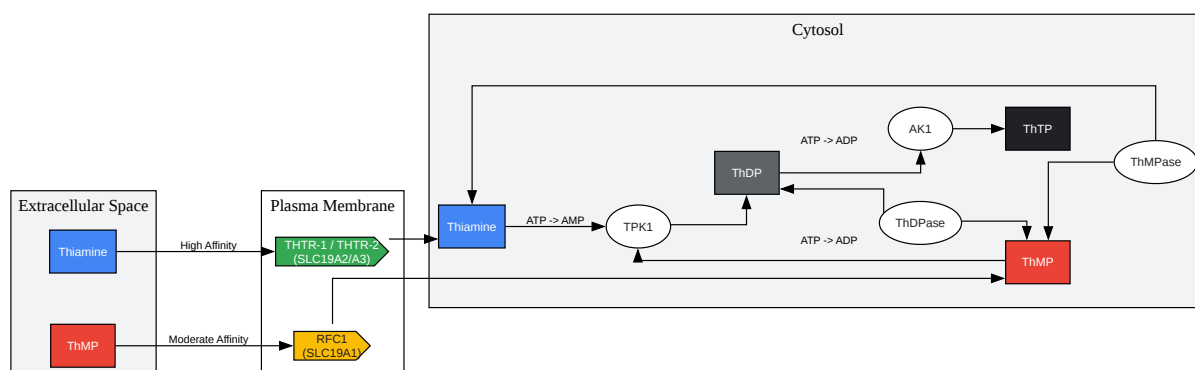 Cytosol
AK1
ThTP
ATP -> ADP
ThMPase
ThDP
Extracellular Space
Plasma Membrane
Thiamine
ATP -> AMP
TPK1
ThDPase
Thiamine
High Affinity
THTR-1 / THTR-2
(SLC19A2/A3)
ATP -> ADP
ThMP
ThMP
Moderate Affinity
RFC1
(SLC19A1)